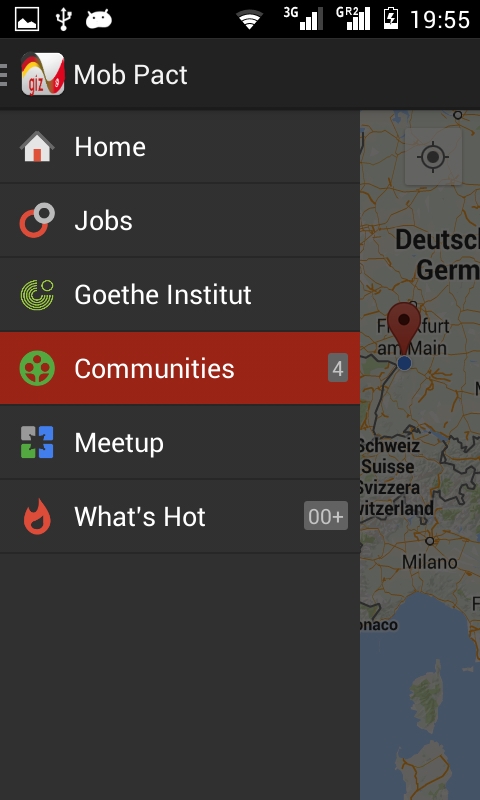 3G
GR2
19:55
giz
Mob Pact
Home
Jobs
Goethe Institut
Communities 4
Meetup
What's Hot 00+
Deutsc
Germ
Frankfurt
am Main
Schweiz
Suisse
Svizzera
witzerland
Milano
onaco